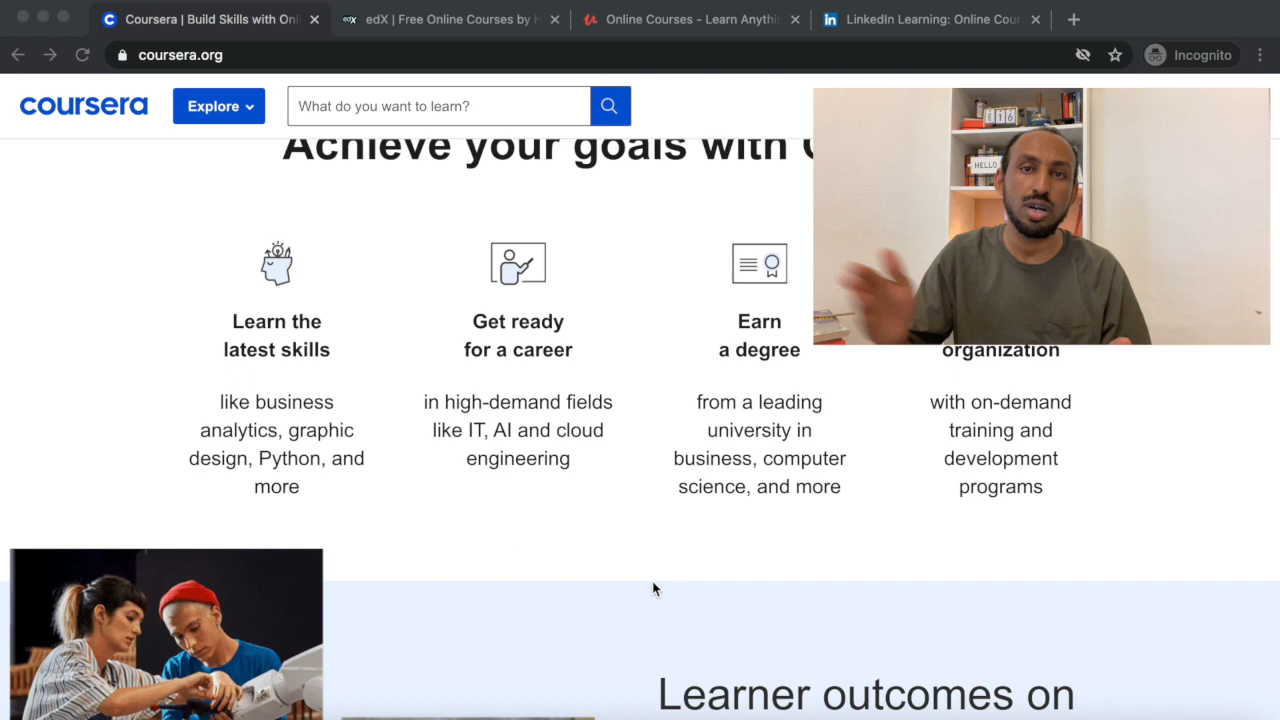 Coursera | Build Skills with Onl
edX | Free Online Courses by H
Online Courses - Learn Anythin
LinkedIn Learning: Online Cour
coursera.org
Incognito
coursera
Explore
What do you want to learn?
Achieve your goals with
HELLO
16
Learn the
latest skills
like business
analytics, graphic
design, Python, and
more
Get ready
for a career
in high-demand fields
like IT, AI and cloud
engineering
Earn
a degree
from a leading
university in
business, computer
science, and more
organization
with on-demand
training and
development
programs
Learner outcomes on